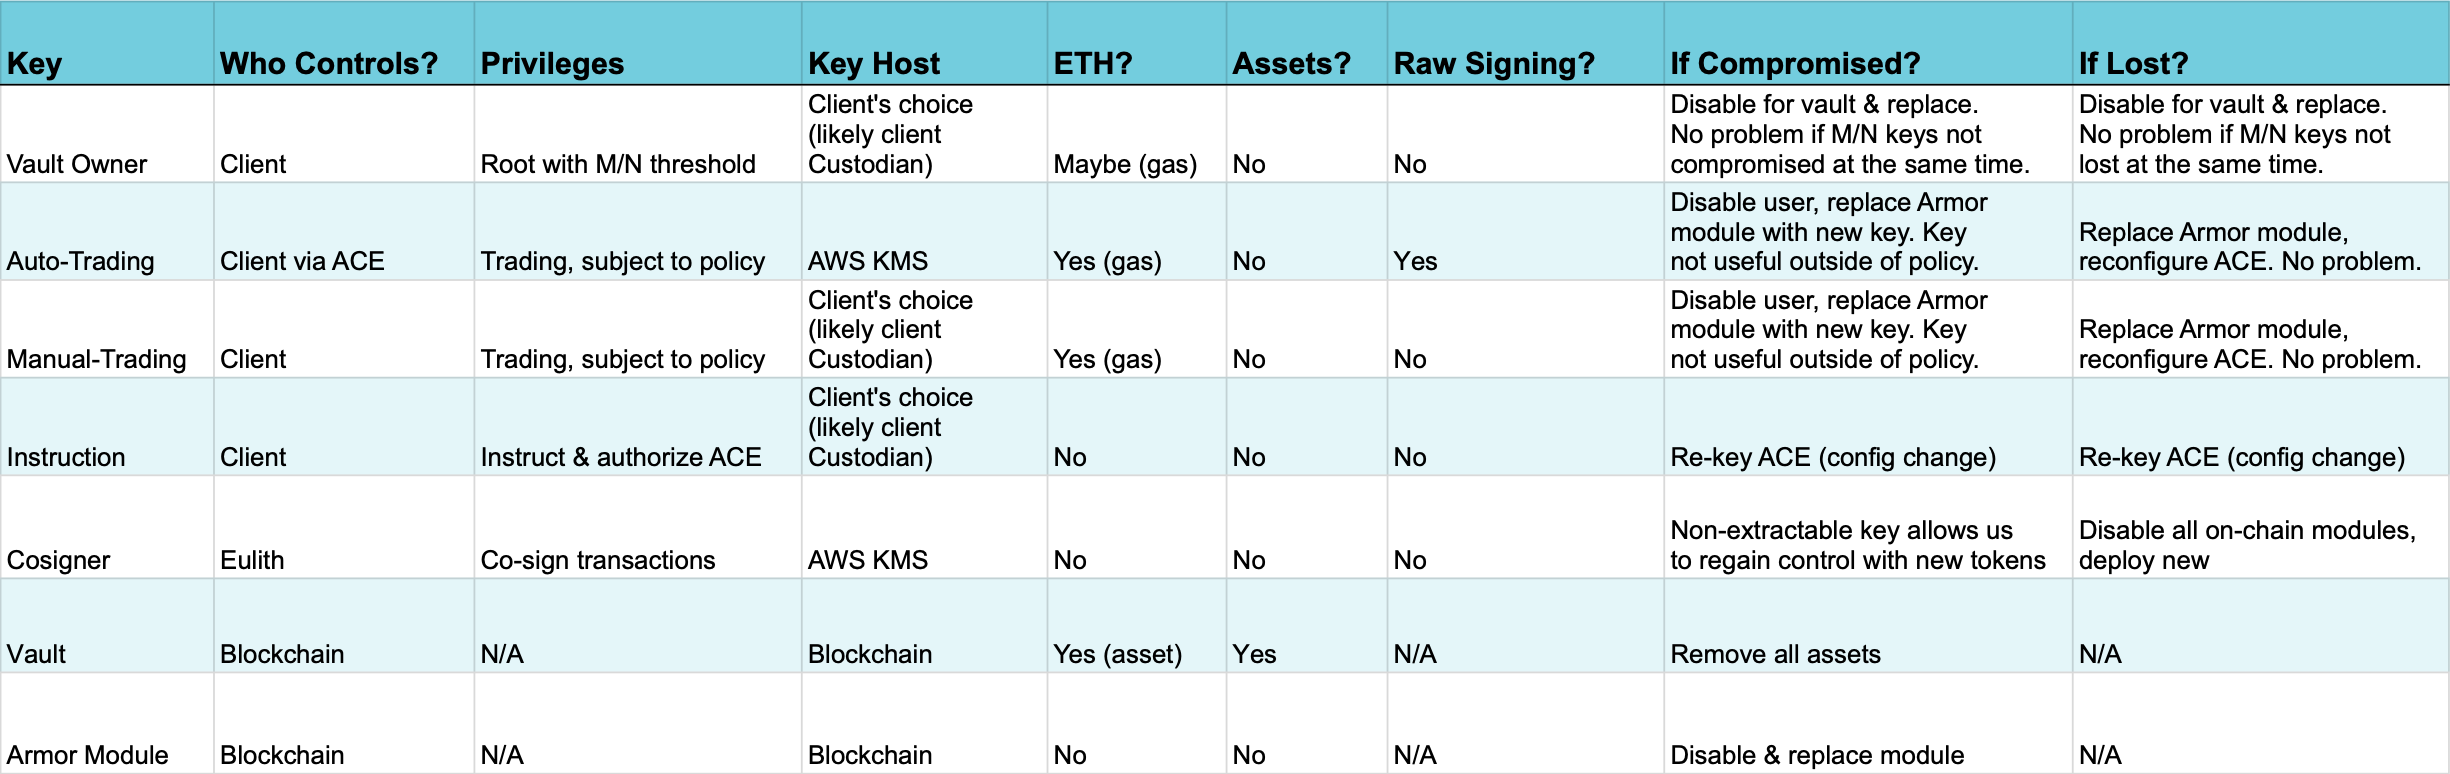 Key Who Controls? Privileges Key Host ETH? Assets? Raw Signing? If Compromised? If Lost?
Vault Owner
Client
Root with M/N threshold
Client's choice
(likely client
Custodian)
Maybe (gas)
No
No
Disable for vault & replace.
No problem if M/N keys not
compromised at the same time.
Disable for vault & replace.
No problem if M/N keys not
lost at the same time.
Auto-Trading
Client via ACE
Trading, subject to policy
AWS KMS
Yes (gas)
No
Yes
Disable user, replace Armor
module with new key. Key
not useful outside of policy.
Replace Armor module,
reconfigure ACE. No problem.
Manual-Trading
Client
Trading, subject to policy
Client's choice
(likely client
Custodian)
Yes (gas)
No
No
Disable user, replace Armor
module with new key. Key
not useful outside of policy.
Replace Armor module,
reconfigure ACE. No problem.
Instruction
Client
Instruct & authorize ACE
Client's choice
(likely client
Custodian)
No
No
No
Re-key ACE (config change)
Re-key ACE (config change)
Cosigner
Eulith
Co-sign transactions
AWS KMS
No
No
No
Non-extractable key allows us
to regain control with new tokens
Disable all on-chain modules,
deploy new
Vault
Blockchain
N/A
Blockchain
Yes (asset)
Yes
N/A
Remove all assets
N/A
Armor Module
Blockchain
N/A
Blockchain
No
No
N/A
Disable & replace module
N/A